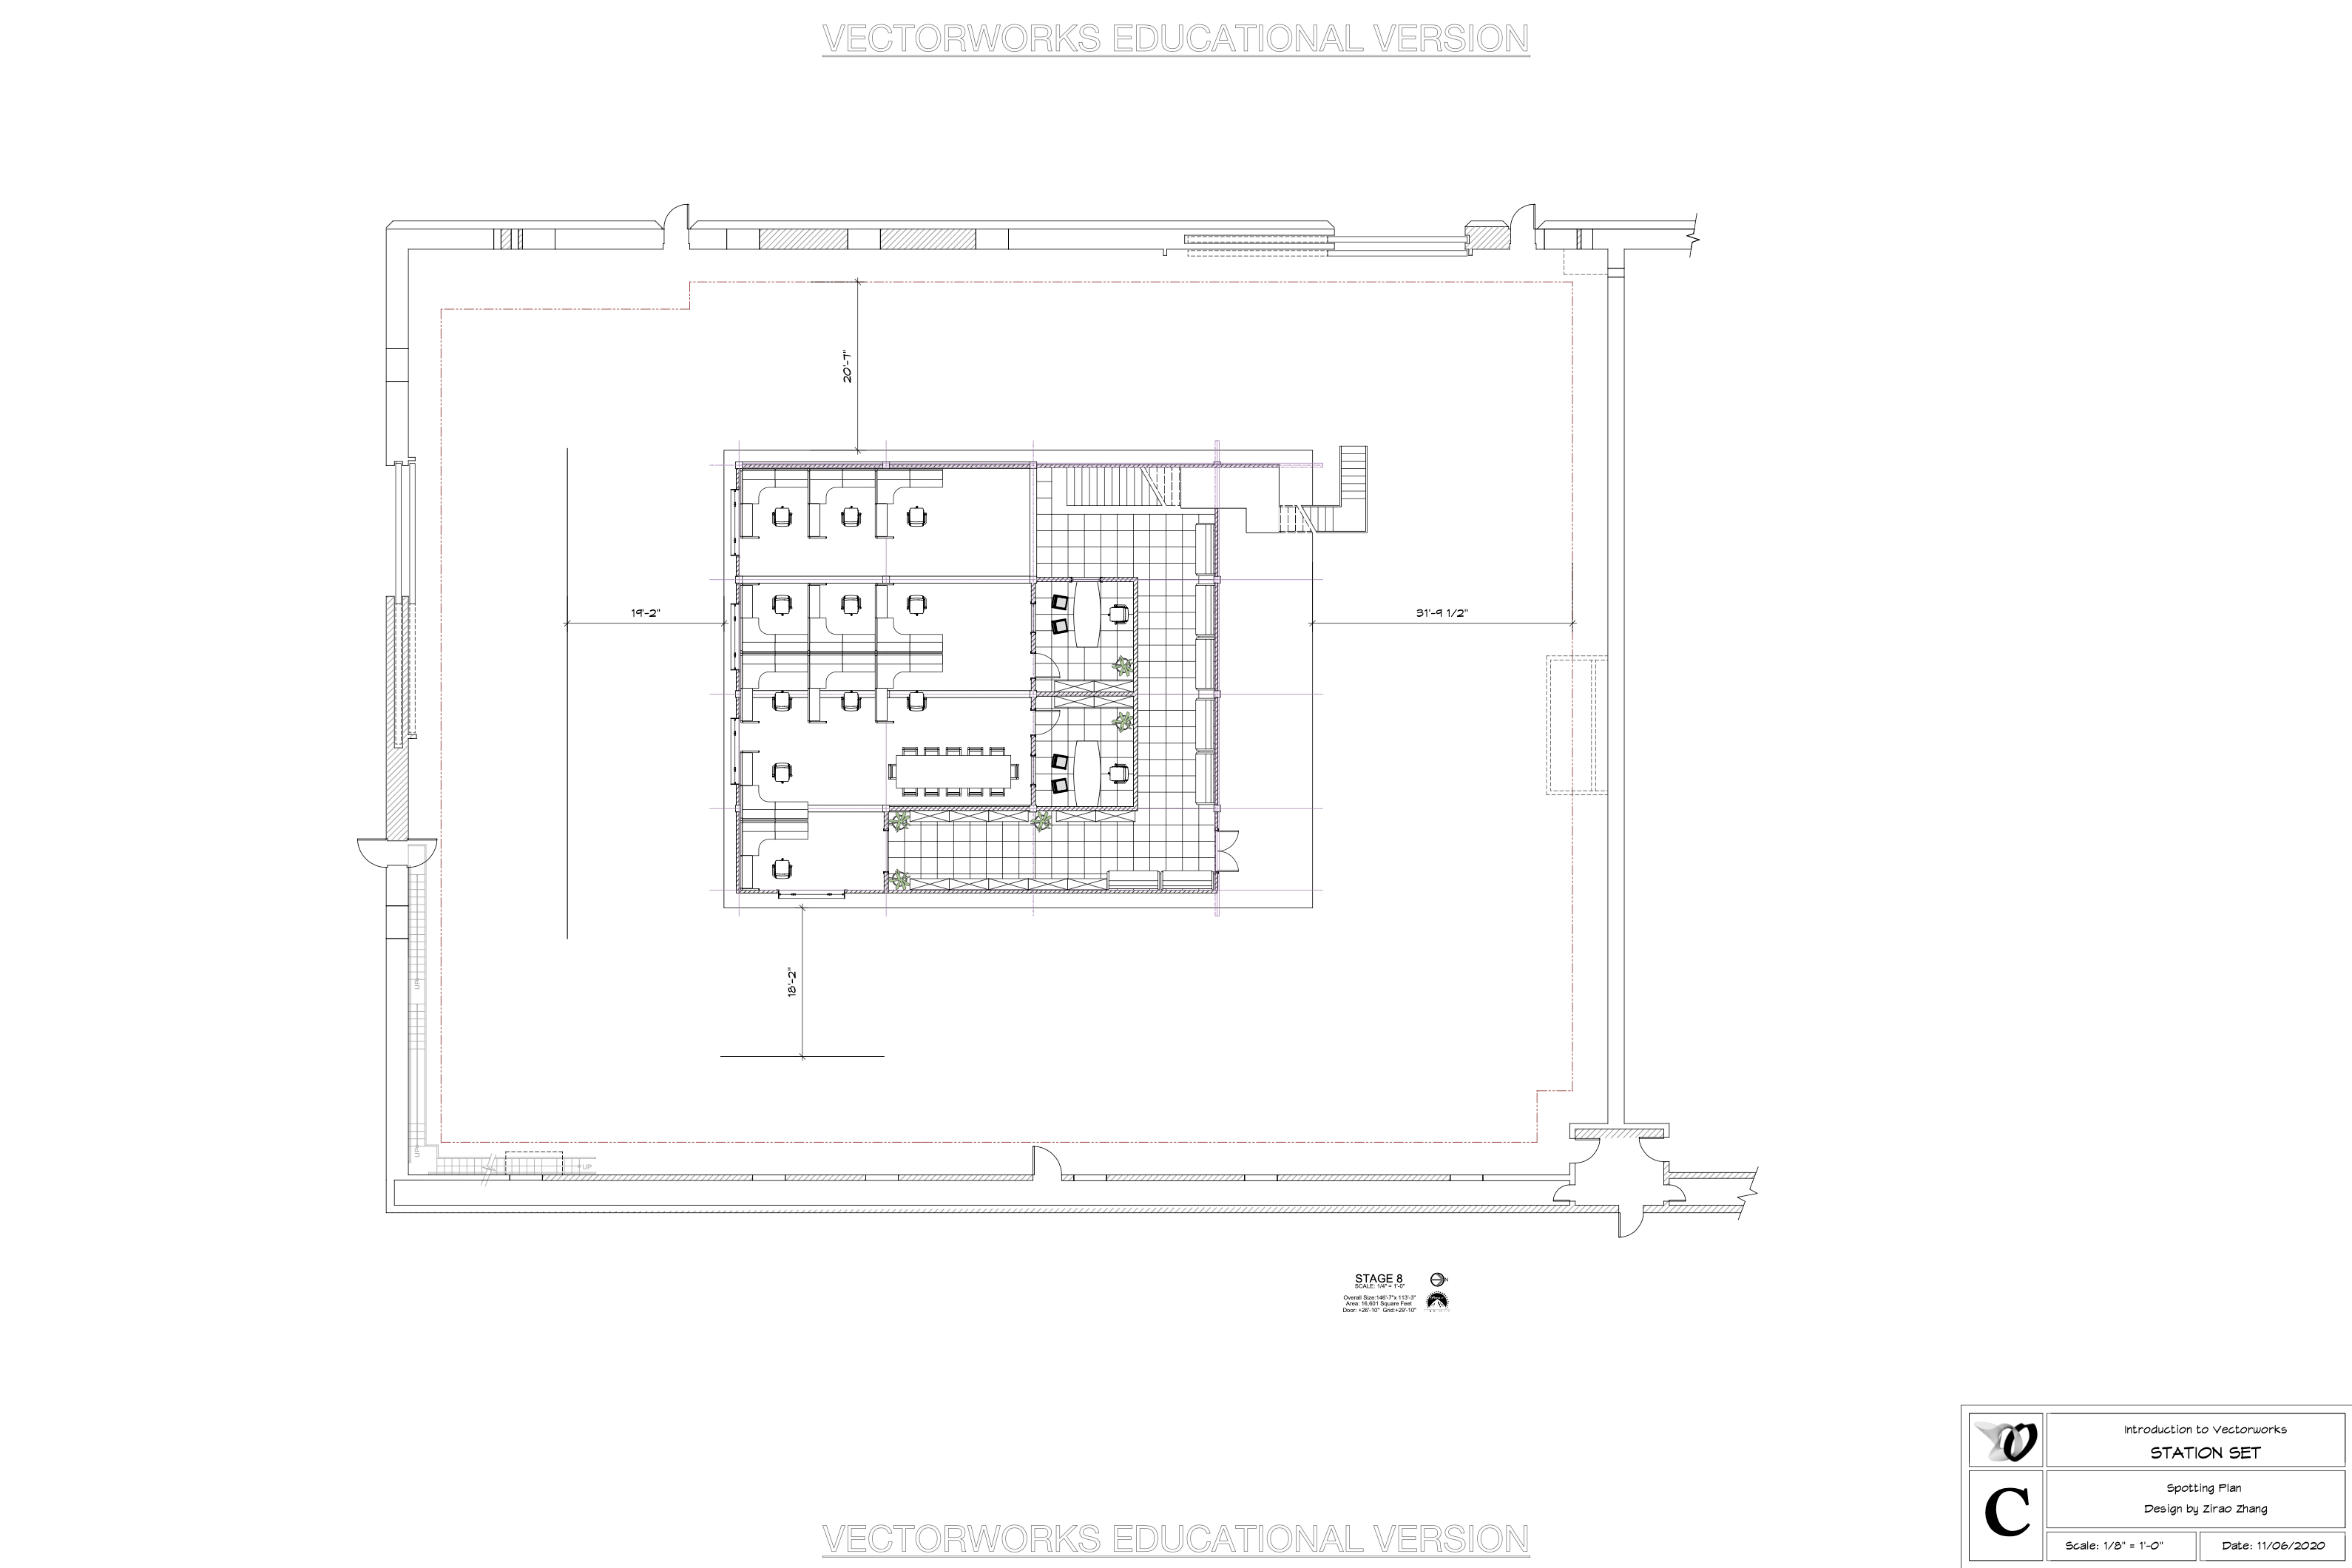 VECTORWORKS EDUCATIONAL VERSION
20'-7"
19'-2"
31'-9 1/2"
18'-2"
UP
UP
UP
STAGE 8
SCALE: 1/4" = 1'-0"
N
Overall Size:146'-7"x 113'-3"
Area: 16,601 Square Feet
Door: +26'-10" Grid:+29'-10"
Introduction to Vectorworks
STATION SET
C
Spotting Plan
Design by Zirao Zhang
Scale: 1/8" = 1'-0"
Date: 11/06/2020
VECTORWORKS EDUCATIONAL VERSION